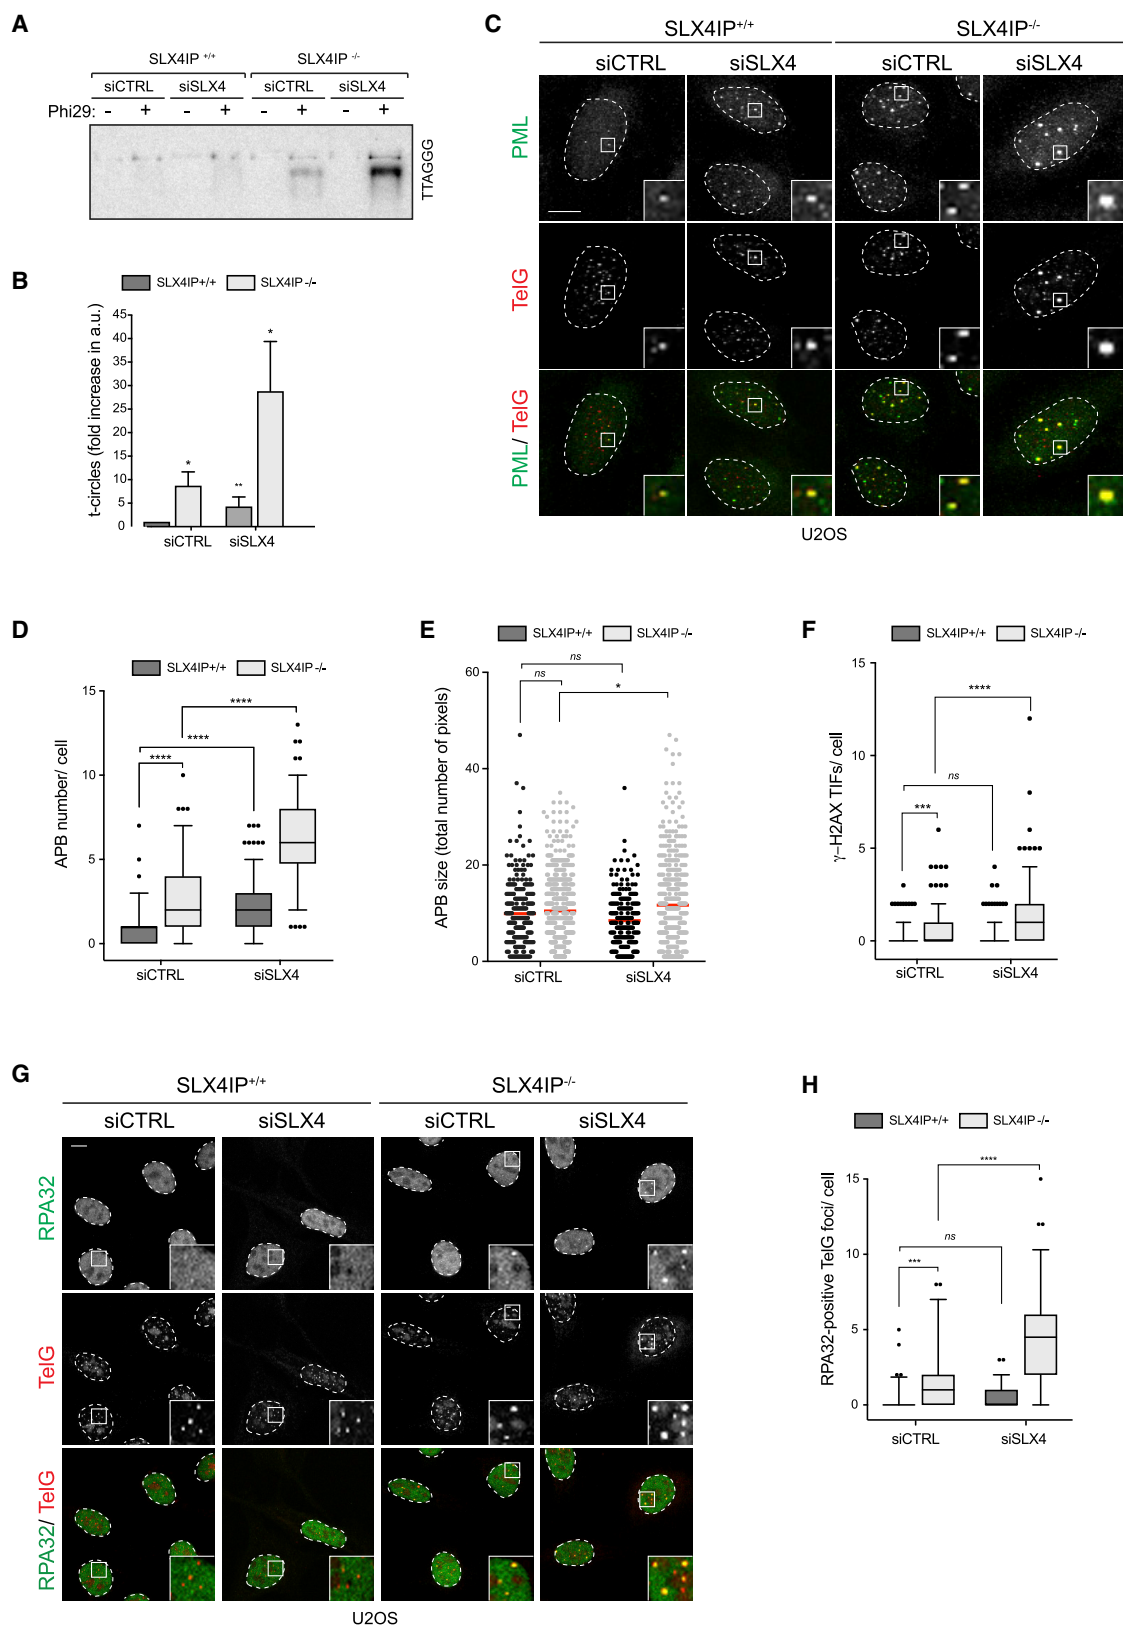 A
SLX4IP +/+ SLX4IP -/-
siCTRL siSLX4 siCTRL siSLX4
Phi29: - + - + - + - +
TTAGGG
B
SLX4IP+/+ SLX4IP -/-
t-circles (fold increase in a.u.)
45
40
35
30
25
20
15
10
5
0
* ** *
siCTRL siSLX4
C
SLX4IP+/+ SLX4IP-/-
siCTRL siSLX4 siCTRL siSLX4
PML
TelG
PML/ TelG
U2OS
D
SLX4IP+/+ SLX4IP -/-
APB number/ cell
15
10
5
0
****
****
****
siCTRL siSLX4
E
SLX4IP+/+ SLX4IP -/-
APB size (total number of pixels)
60
40
20
0
ns
ns
*
siCTRL siSLX4
F
SLX4IP+/+ SLX4IP -/-
γ-H2AX TIFs/ cell
15
10
5
0
****
ns
***
siCTRL siSLX4
G
SLX4IP+/+ SLX4IP-/-
siCTRL siSLX4 siCTRL siSLX4
RPA32
TelG
RPA32/ TelG
U2OS
H
SLX4IP+/+ SLX4IP -/-
RPA32-positive TelG foci/ cell
15
10
5
0
****
ns
***
siCTRL siSLX4